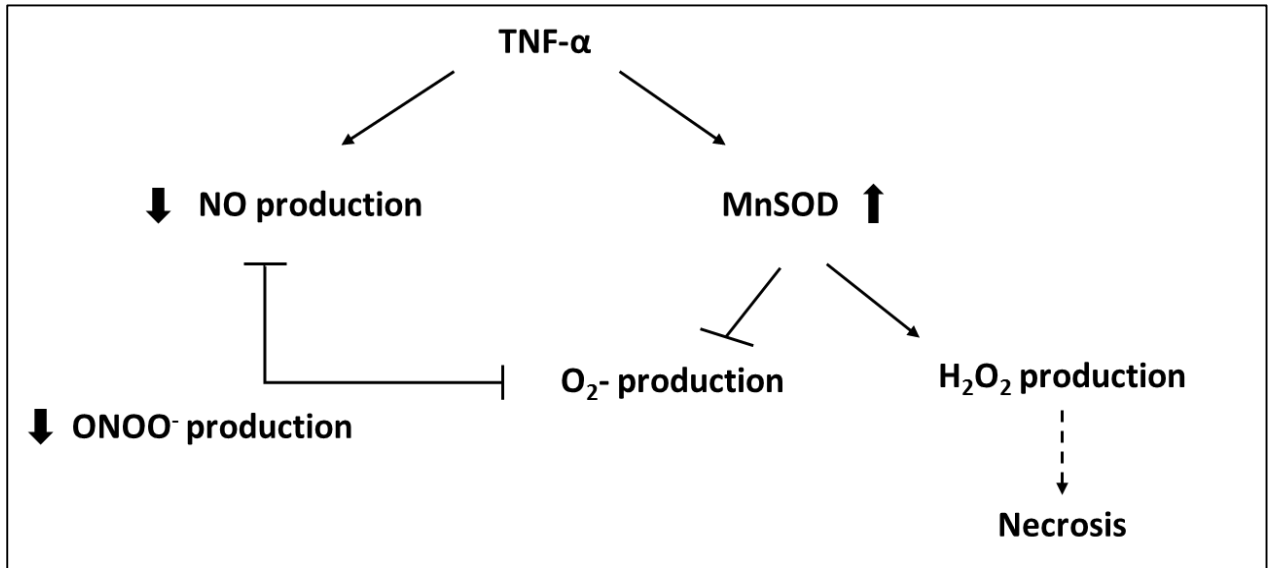 TNF-α
NO production
MnSOD
O₂- production
H₂O₂ production
ONOO⁻ production
Necrosis